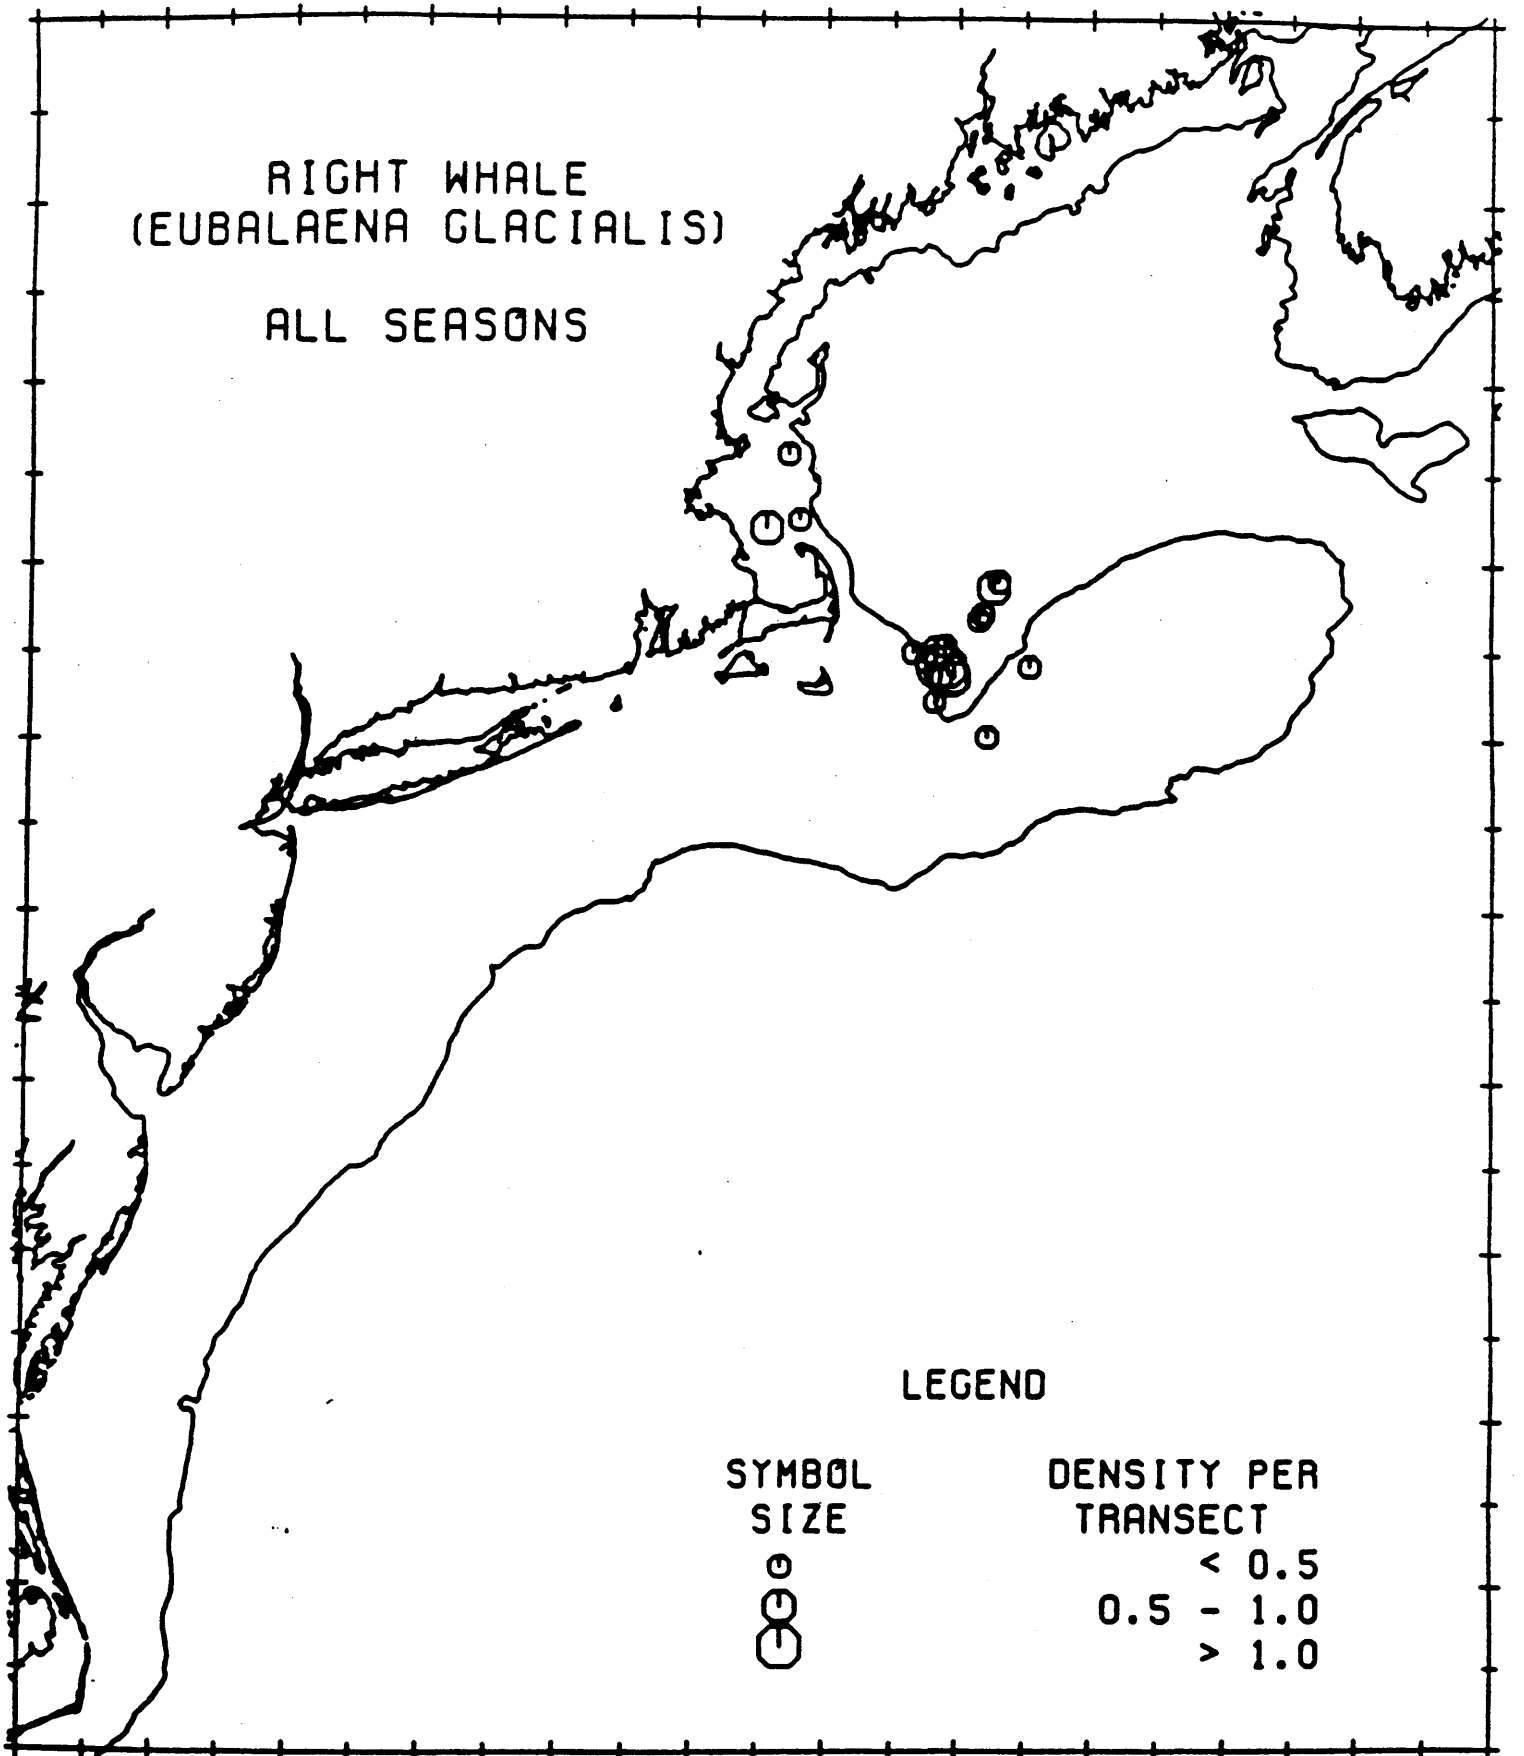 RIGHT WHALE
(EUBALAENA GLACIALIS)
ALL SEASONS
LEGEND
SYMBOL SIZE
DENSITY PER TRANSECT
< 0.5
0.5 - 1.0
> 1.0